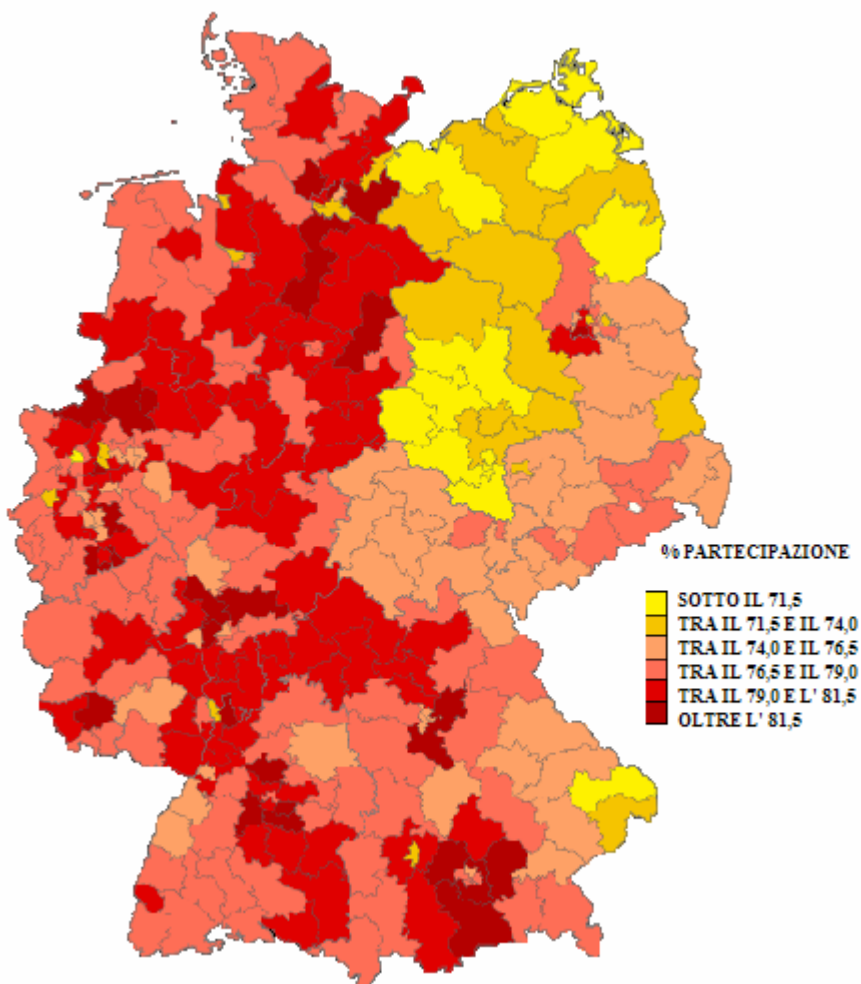 % PARTECIPAZIONE
SOTTO IL 71,5
TRA IL 71,5 E IL 74,0
TRA IL 74,0 E IL 76,5
TRA IL 76,5 E IL 79,0
TRA IL 79,0 E L' 81,5
OLTRE L' 81,5